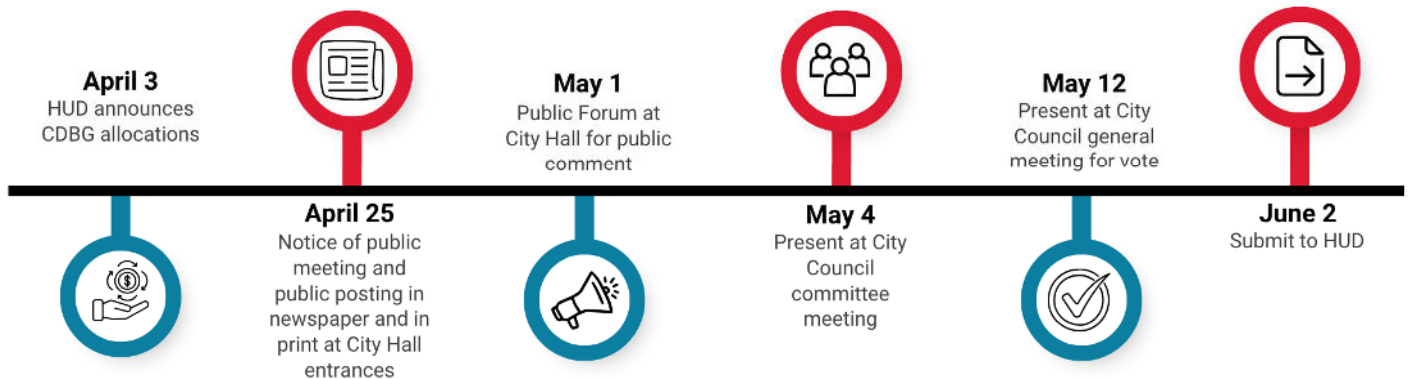 April 3
HUD announces
CDBG allocations
April 25
Notice of public
meeting and
public posting in
newspaper and in
print at City Hall
entrances
May 1
Public Forum at
City Hall for public
comment
May 4
Present at City
Council
committee
meeting
May 12
Present at City
Council general
meeting for vote
June 2
Submit to HUD
$